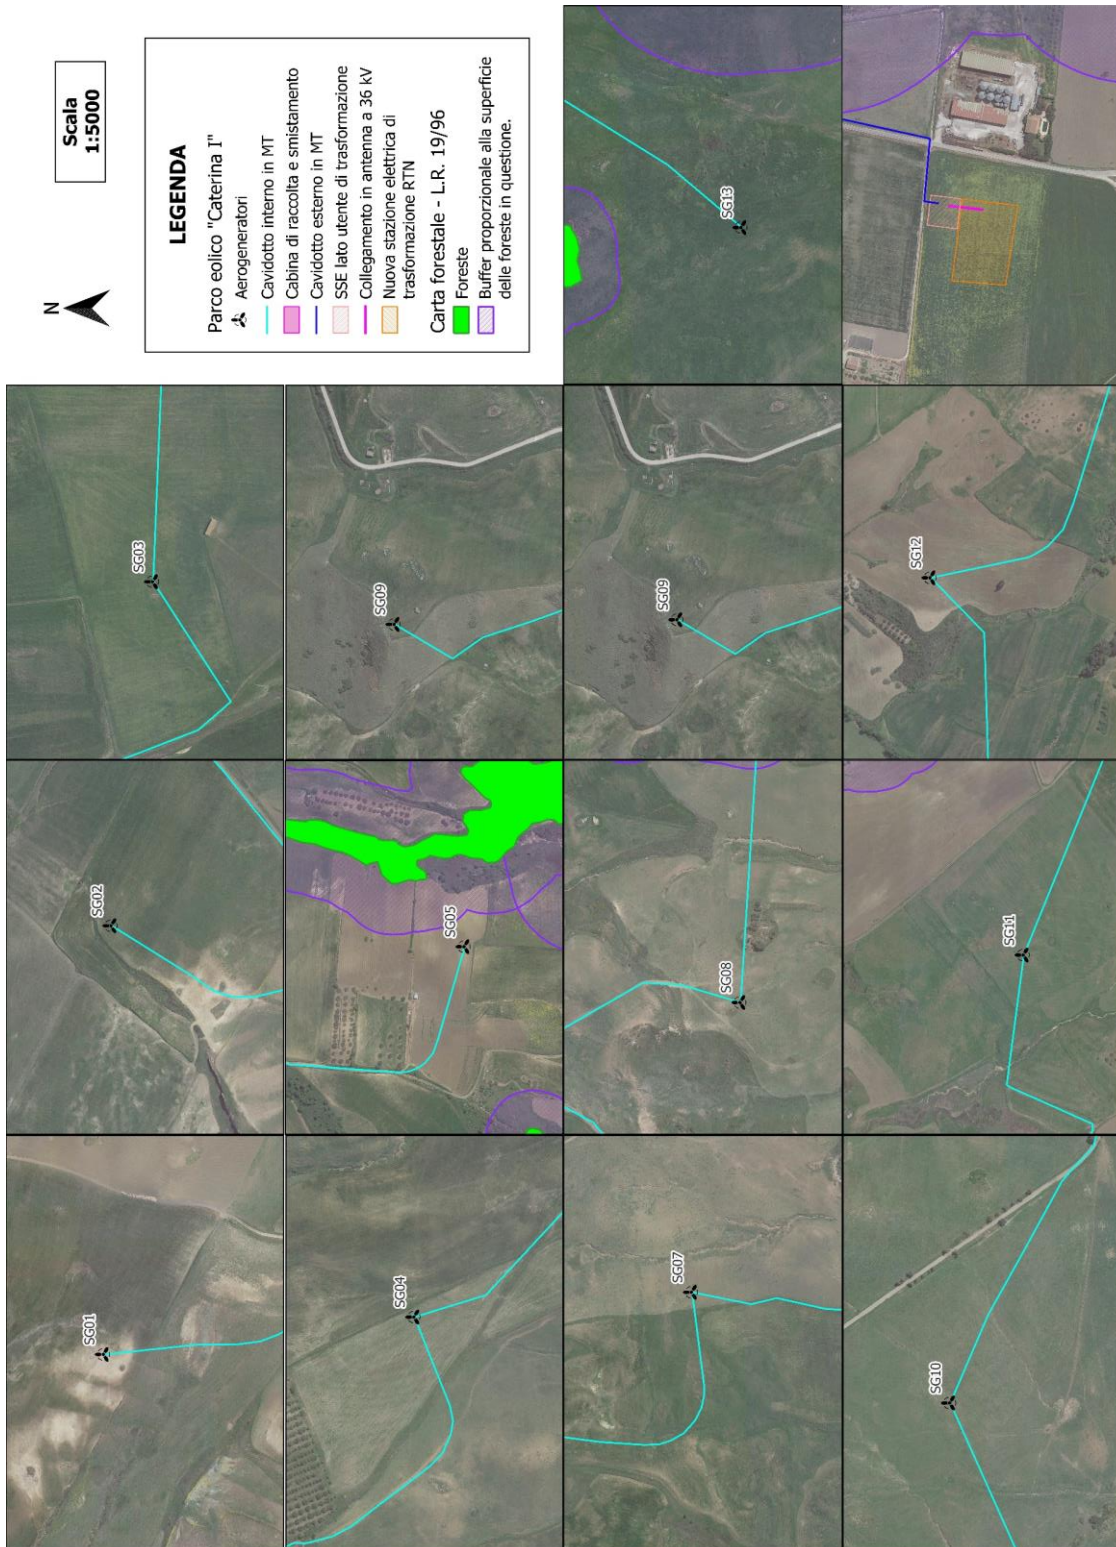 N
Scala
1:5000
LEGENDA
Parco eolico "Caterina I"
Aerogeneratori
Cavidotto interno in MT
Cabina di raccolta e smistamento
Cavidotto esterno in MT
SSE lato utente di trasformazione
Collegamento in antenna a 36 kV
Nuova stazione elettrica di
trasformazione RTN
Carta forestale - L.R. 19/96
Foreste
Buffer proporzionale alla superficie
delle foreste in questione.
SG01
SG02
SG03
SG04
SG05
SG09
SG07
SG08
SG09
SG13
SG10
SG11
SG12